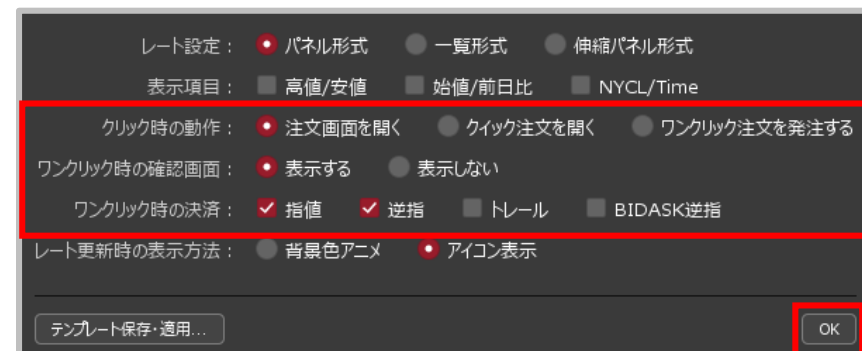 レート設定： パネル形式 一覧形式 伸縮パネル形式
表示項目： 高値/安値 始値/前日比 NYCL/Time
クリック時の動作： 注文画面を開く クイック注文を開く ワンクリック注文を発注する
ワンクリック時の確認画面： 表示する 表示しない
ワンクリック時の決済： 指値 逆指 トレール BIDASK逆指
レート更新時の表示方法： 背景色アニメ アイコン表示
テンプレート保存・適用... OK